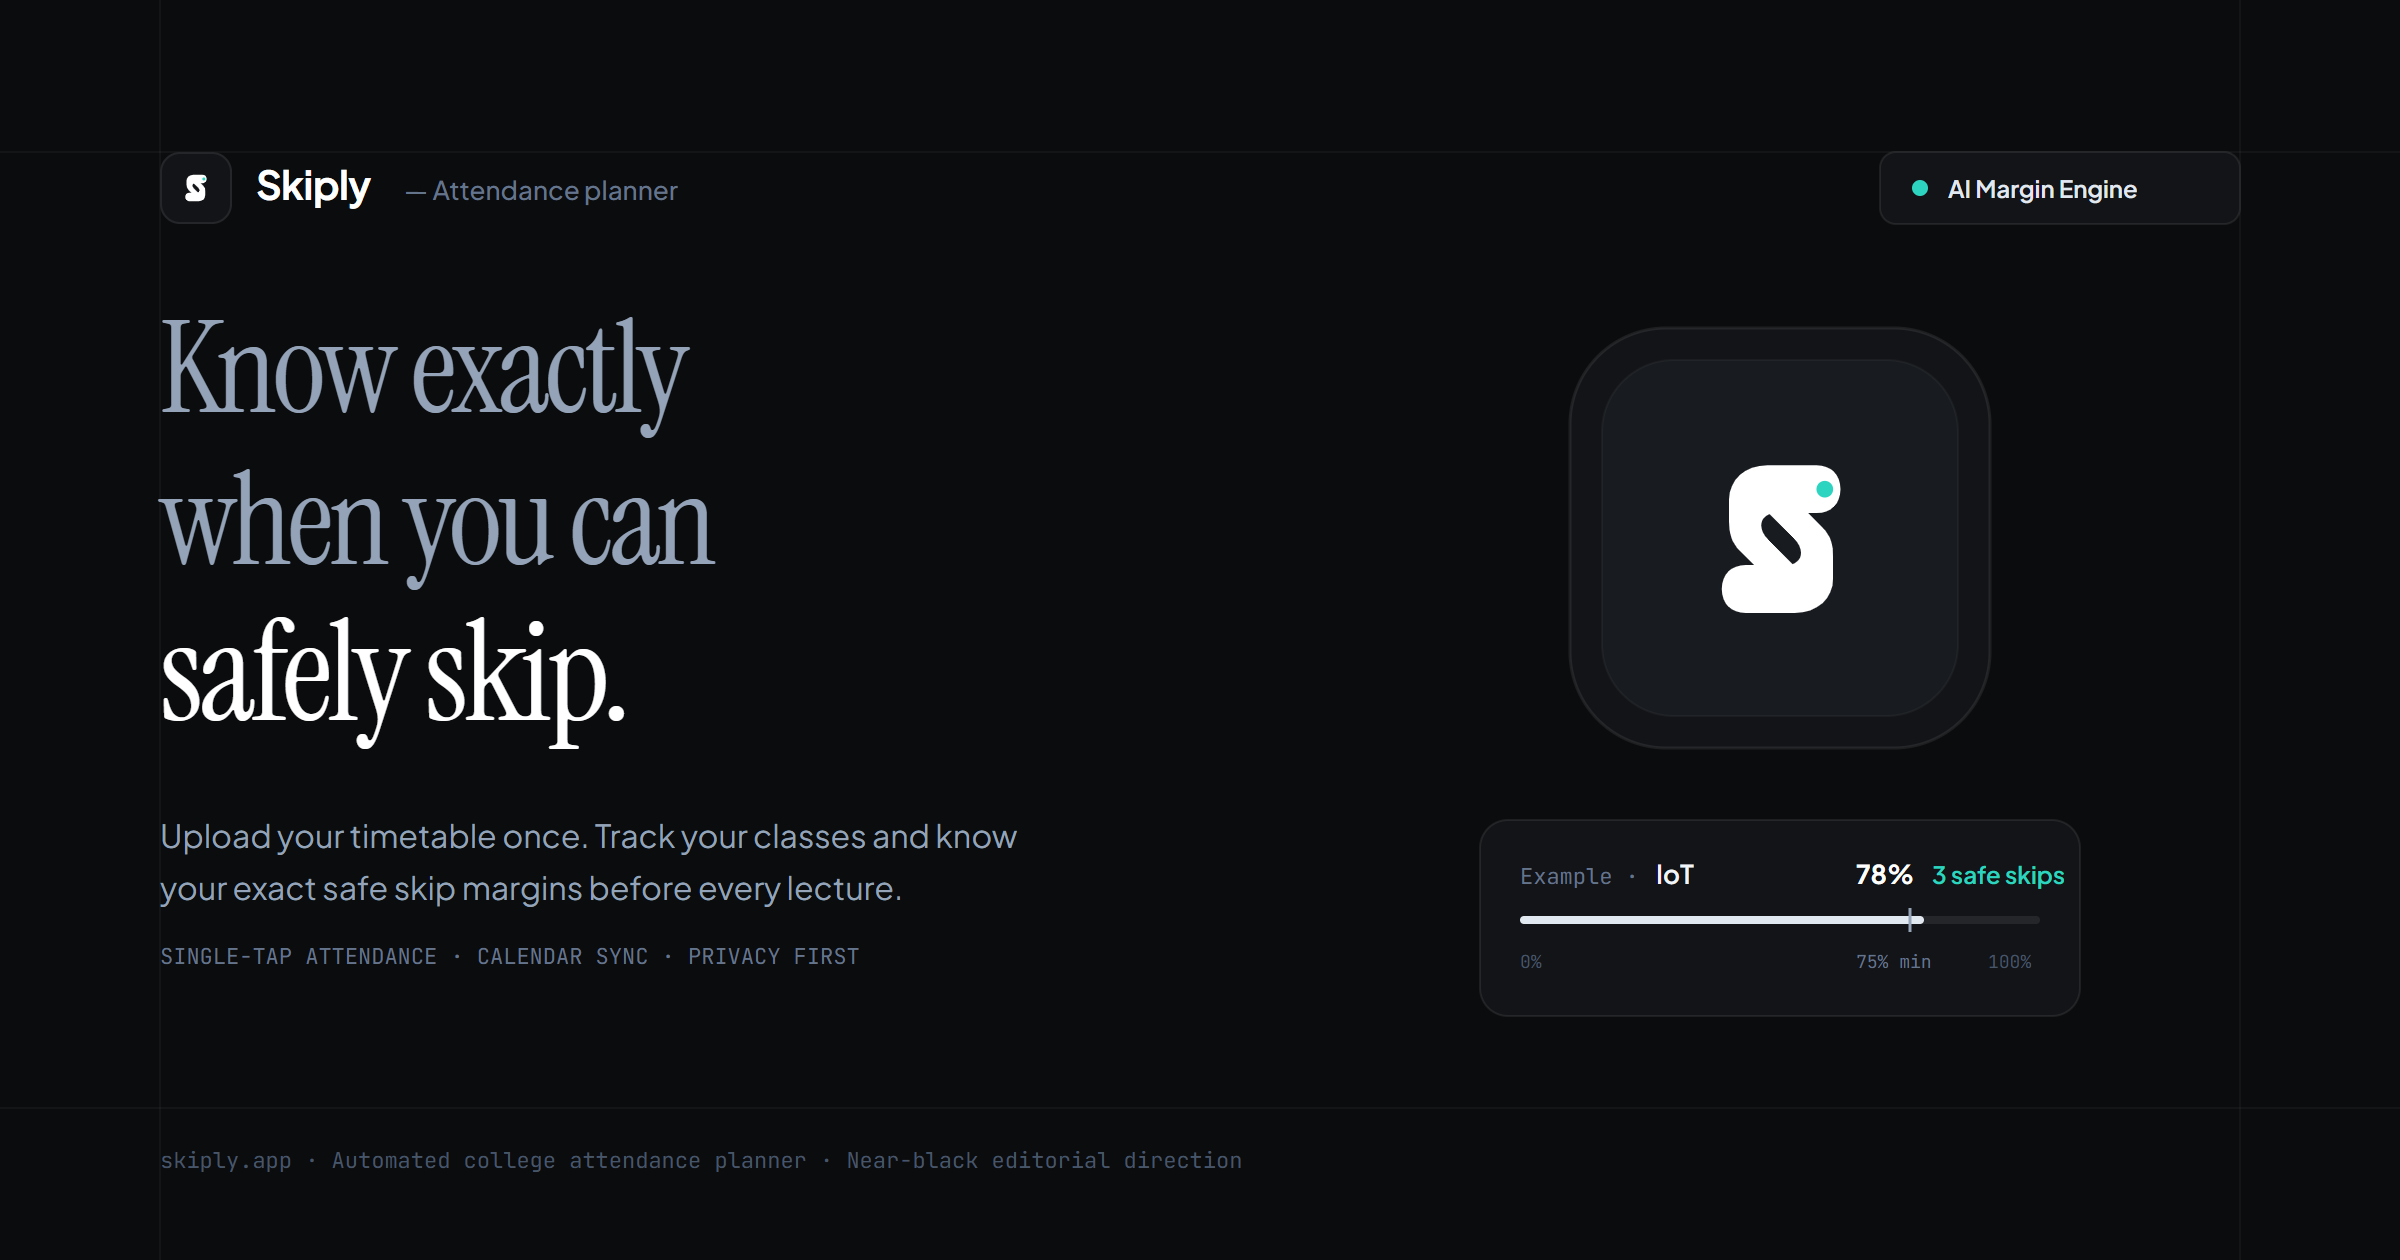 Skiply — Attendance planner
AI Margin Engine
Know exactly
when you can
safely skip.
Upload your timetable once. Track your classes and know
your exact safe skip margins before every lecture.
SINGLE-TAP ATTENDANCE · CALENDAR SYNC · PRIVACY FIRST
Example · IoT 78% 3 safe skips
0% 75% min 100%
skiply.app · Automated college attendance planner · Near-black editorial direction